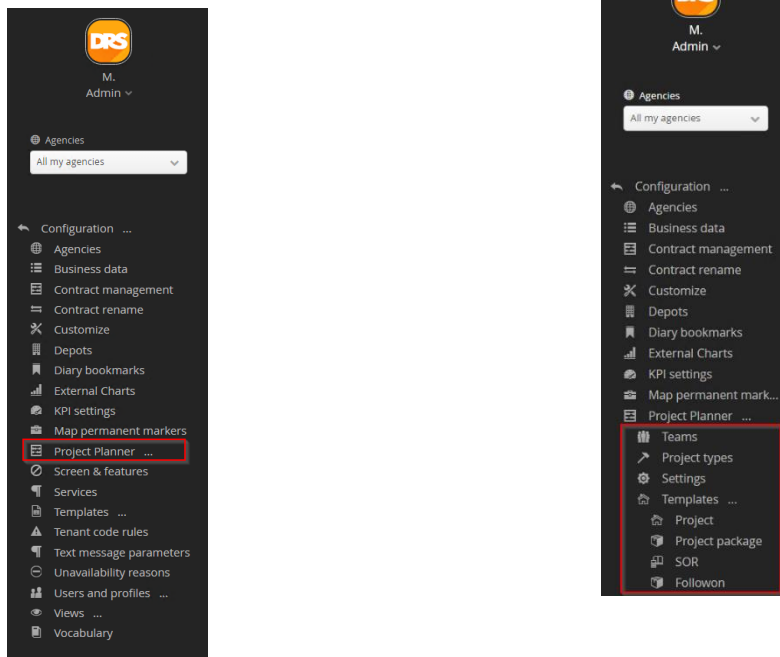 DRS
M.
Admin
Agencies
All my agencies
Configuration ...
Agencies
Business data
Contract management
Contract rename
Customize
Depots
Diary bookmarks
External Charts
KPI settings
Map permanent markers
Project Planner ...
Screen & features
Services
Templates ...
Tenant code rules
Text message parameters
Unavailability reasons
Users and profiles ...
Views ...
Vocabulary
M.
Admin
Agencies
All my agencies
Configuration ...
Agencies
Business data
Contract management
Contract rename
Customize
Depots
Diary bookmarks
External Charts
KPI settings
Map permanent mark...
Project Planner ...
Teams
Project types
Settings
Templates ...
Project
Project package
SOR
Followon